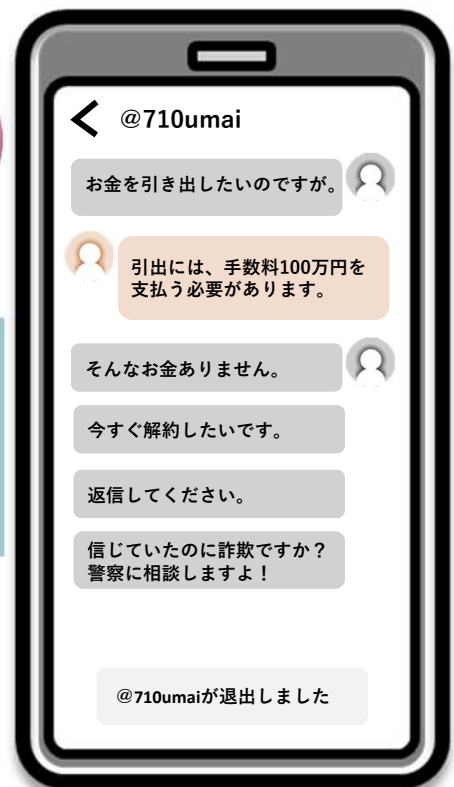 @710umai
お金を引き出したいのですが。
引出には、手数料100万円を
支払う必要があります。
そんなお金ありません。
今すぐ解約したいです。
返信してください。
信じていたのに詐欺ですか？
警察に相談しますよ！
@710umaiが退出しました